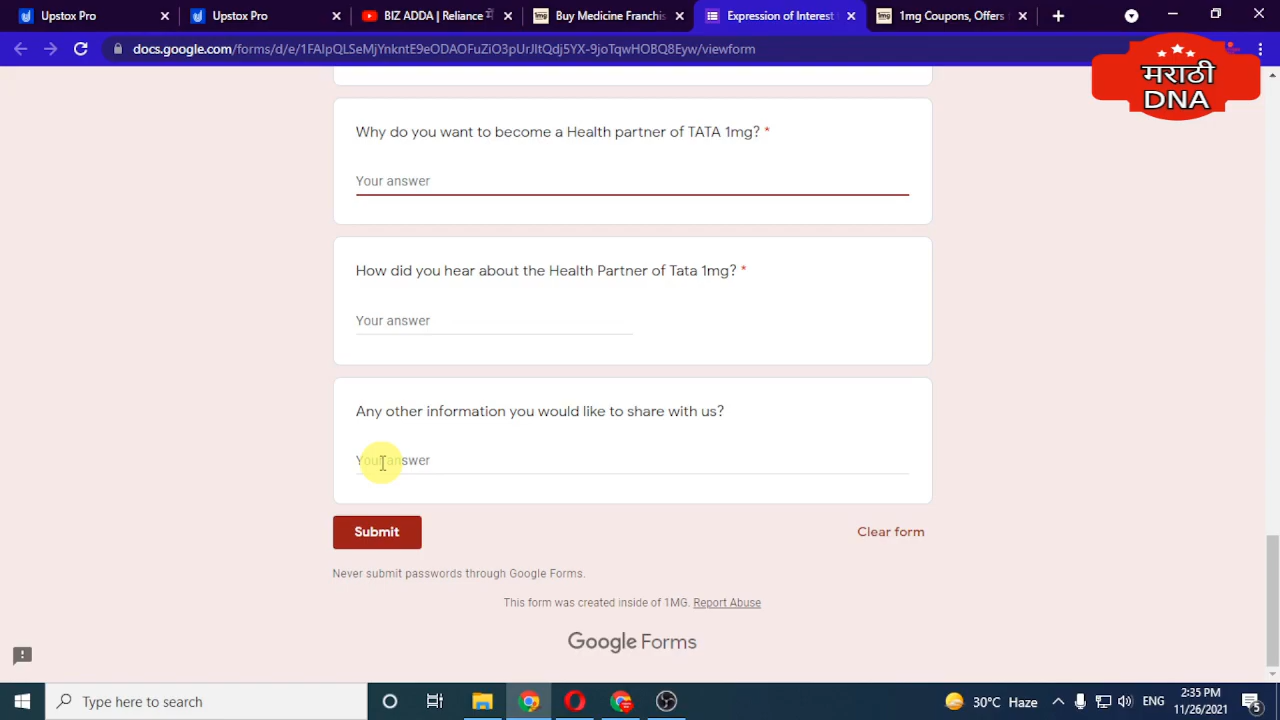 Upstox Pro
Upstox Pro
BIZ ADDA | Reliance
Buy Medicine Franchis
Expression of Interest
1mg Coupons, Offers
docs.google.com/forms/d/e/1FAIpQLSeMjYnkntE9eODAOFuZiO3pUrJItQdj5YX-9joTqwHOBQ8Eyw/viewform
मराठी
DNA
Why do you want to become a Health partner of TATA 1mg? *
Your answer
How did you hear about the Health Partner of Tata 1mg? *
Your answer
Any other information you would like to share with us?
Your answer
Submit
Clear form
Never submit passwords through Google Forms.
This form was created inside of 1MG. Report Abuse
Google Forms
Type here to search
30°C Haze
ENG
2:35 PM
11/26/2021
5